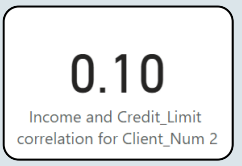 0.10
Income and Credit_Limit
correlation for Client_Num 2